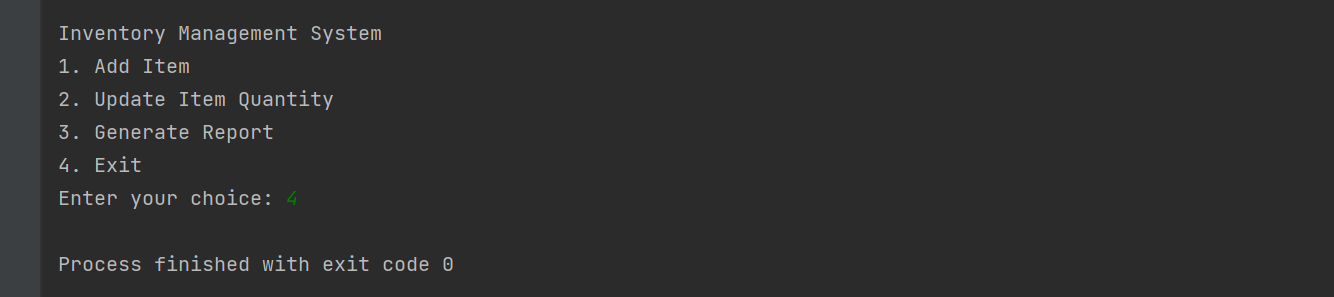 Inventory Management System
1. Add Item
2. Update Item Quantity
3. Generate Report
4. Exit
Enter your choice: 4
Process finished with exit code 0